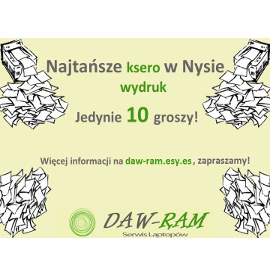 Najtańsze ksero w Nysie
wydruk
Jedynie 10 groszy!
Więcej informacji na daw-ram.esy.es, zapraszamy!
DAW-RAM
Serwis Laptopów